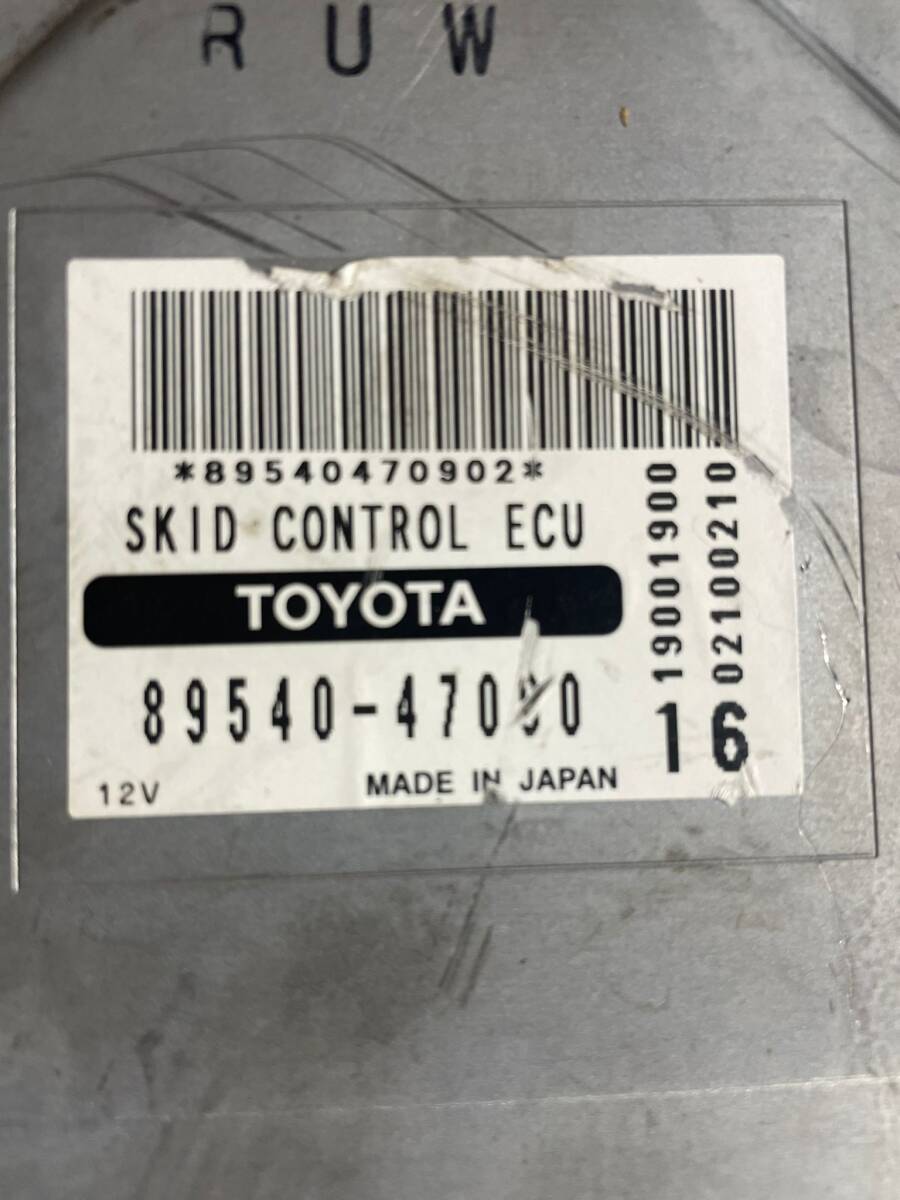 RUW
*89540470902*
SKID CONTROL ECU
TOYOTA
89540-47090
12V
MADE IN JAPAN
19001900
02100210
16